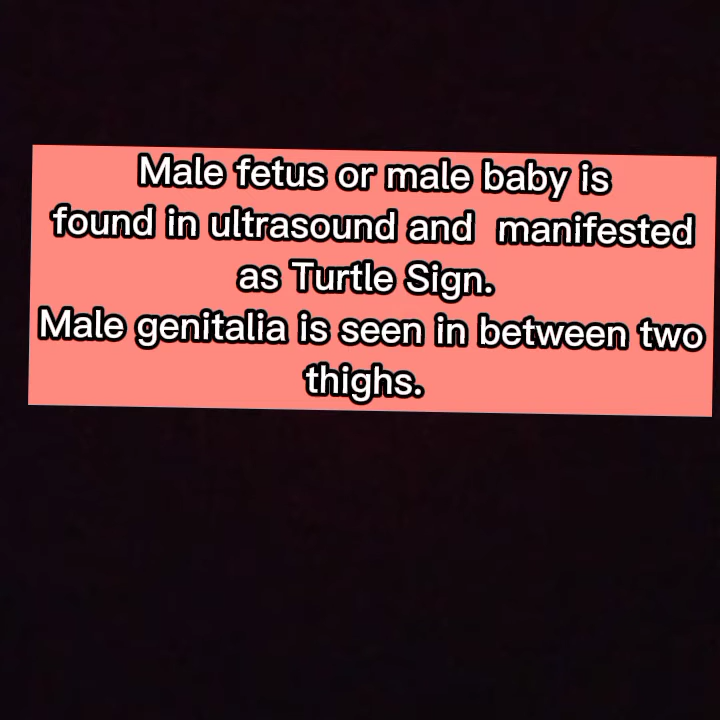 Male fetus or male baby is
found in ultrasound and  manifested
as Turtle Sign.
Male genitalia is seen in between two
thighs.